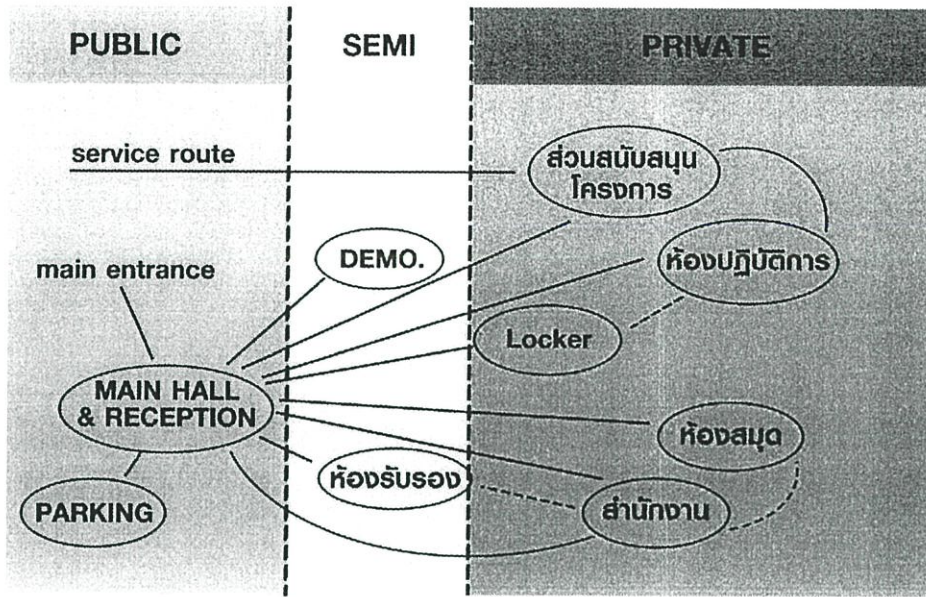 PUBLIC
SEMI
PRIVATE
service route
ส่วนสนับสนุน
โครงการ
main entrance
DEMO.
ห้องปฏิบัติการ
Locker
MAIN HALL
& RECEPTION
ห้องสมุด
ห้องรับรอง
PARKING
สำนักงาน